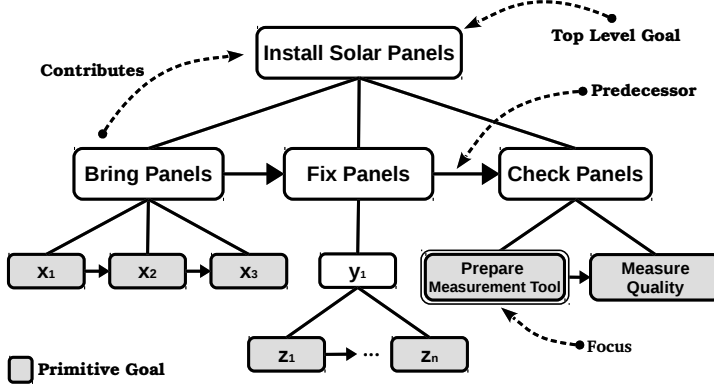 Install Solar Panels
Top Level Goal
Contributes
Predecessor
Bring Panels
Fix Panels
Check Panels
x₁
x₂
x₃
y₁
Prepare
Measurement Tool
Measure
Quality
z₁
...
zₙ
Focus
Primitive Goal